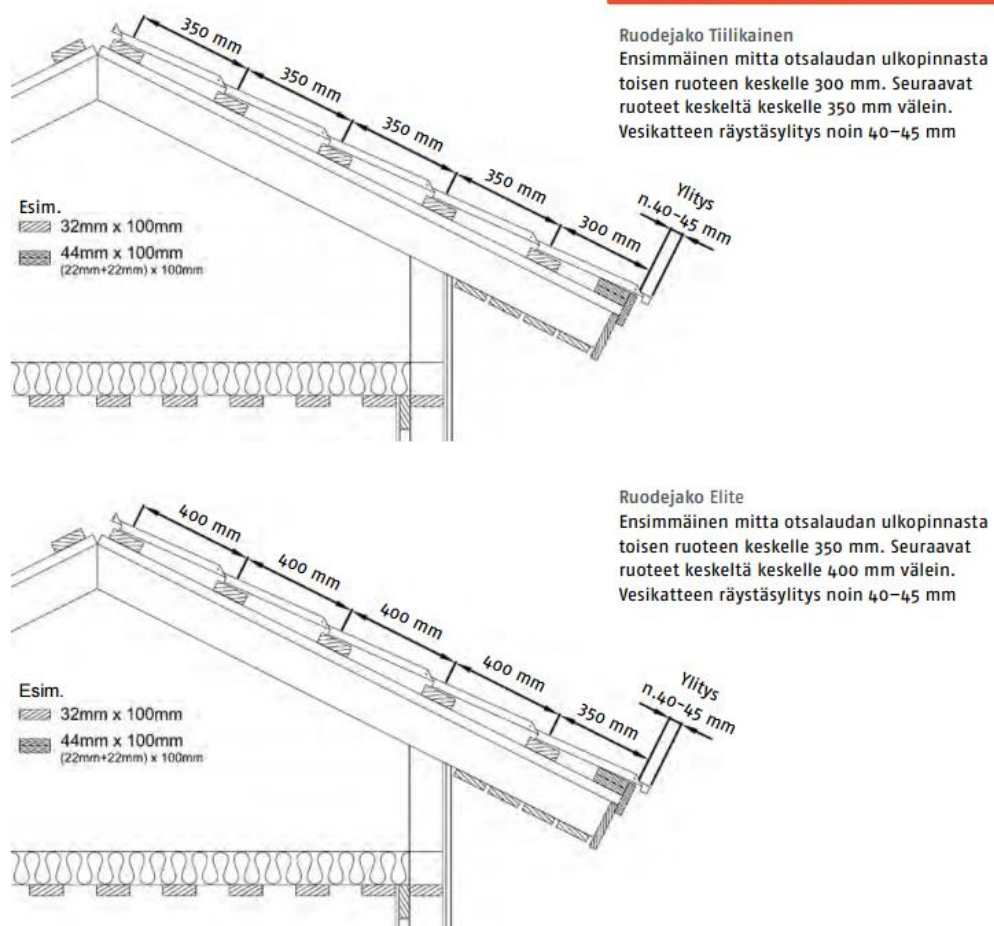 350 mm
350 mm
350 mm
350 mm
300 mm
Ylitys
n.40-45 mm
Esim.
32mm x 100mm
44mm x 100mm
(22mm+22mm) x 100mm
Ruodejako Tiilikainen
Ensimmäinen mitta otsalaudan ulkopinnasta
toisen ruoteen keskelle 300 mm. Seuraavat
ruoteet keskeltä keskelle 350 mm välein.
Vesikatteen räystäsylitys noin 40–45 mm
400 mm
400 mm
400 mm
400 mm
350 mm
Ylitys
n.40-45 mm
Esim.
32mm x 100mm
44mm x 100mm
(22mm+22mm) x 100mm
Ruodejako Elite
Ensimmäinen mitta otsalaudan ulkopinnasta
toisen ruoteen keskelle 350 mm. Seuraavat
ruoteet keskeltä keskelle 400 mm välein.
Vesikatteen räystäsylitys noin 40–45 mm